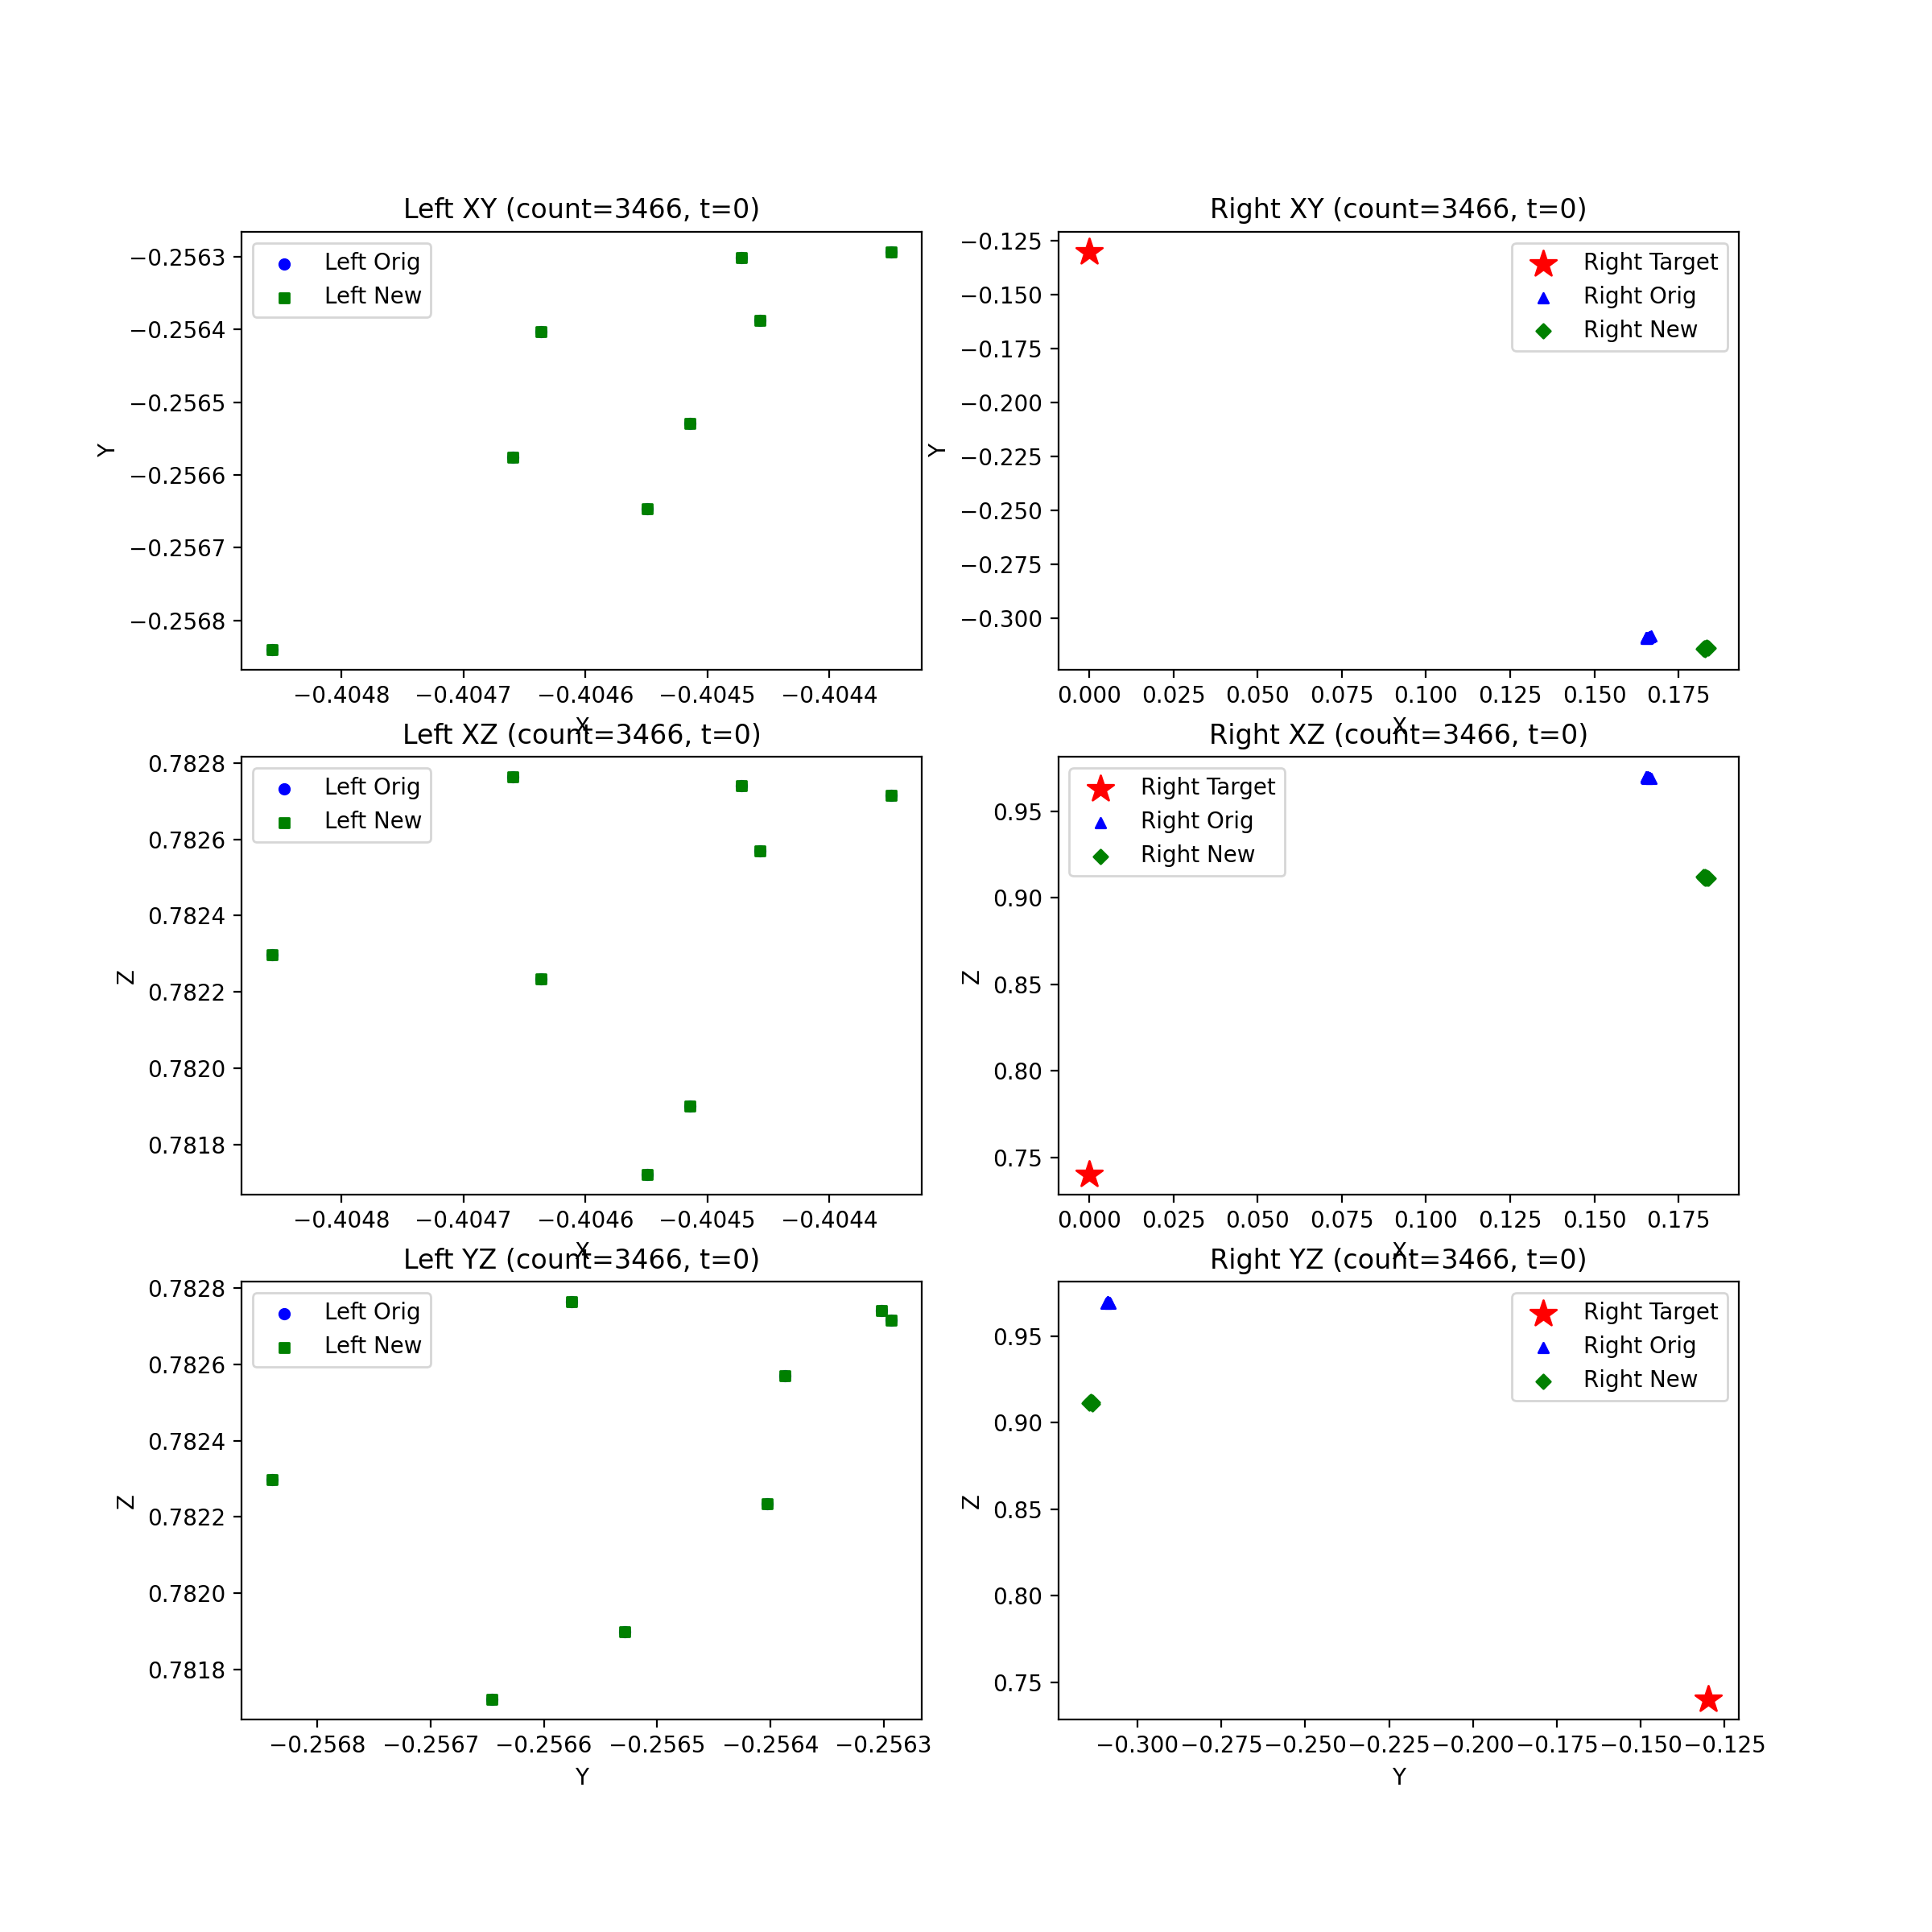 Left XY (count=3466, t=0)
Left Orig
Left New
−0.2563
−0.2564
−0.2565
−0.2566
−0.2567
−0.2568
Y
−0.4048
−0.4047
−0.4046
−0.4045
−0.4044
X
Right XY (count=3466, t=0)
Right Target
Right Orig
Right New
−0.125
−0.150
−0.175
−0.200
−0.225
−0.250
−0.275
−0.300
Y
0.000
0.025
0.050
0.075
0.100
0.125
0.150
0.175
X
Left XZ (count=3466, t=0)
Left Orig
Left New
0.7828
0.7826
0.7824
0.7822
0.7820
0.7818
Z
−0.4048
−0.4047
−0.4046
−0.4045
−0.4044
X
Right XZ (count=3466, t=0)
Right Target
Right Orig
Right New
0.95
0.90
0.85
0.80
0.75
Z
0.000
0.025
0.050
0.075
0.100
0.125
0.150
0.175
X
Left YZ (count=3466, t=0)
Left Orig
Left New
0.7828
0.7826
0.7824
0.7822
0.7820
0.7818
Z
−0.2568
−0.2567
−0.2566
−0.2565
−0.2564
−0.2563
Y
Right YZ (count=3466, t=0)
Right Target
Right Orig
Right New
0.95
0.90
0.85
0.80
0.75
Z
−0.300
−0.275
−0.250
−0.225
−0.200
−0.175
−0.150
−0.125
Y